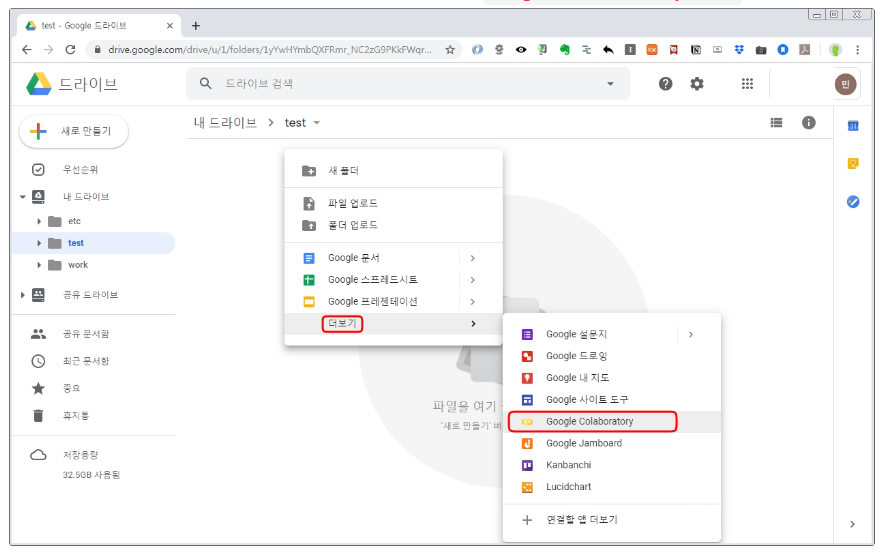 test - Google 드라이브
drive.google.com/drive/u/1/folders/1yYwHYmbQXFRmr_NC2zG9PKkFWqr...
드라이브
드라이브 검색
민
새로 만들기
내 드라이브 > test
우선순위
내 드라이브
etc
test
work
공유 드라이브
공유 문서함
최근 문서함
중요
휴지통
저장용량
32.5GB 사용됨
새 폴더
파일 업로드
폴더 업로드
Google 문서
Google 스프레드시트
Google 프레젠테이션
더보기
Google 설문지
Google 드로잉
Google 내 지도
Google 사이트 도구
Google Colaboratory
Google Jamboard
Kanbanchi
Lucidchart
연결할 앱 더보기
파일을 여기
'새로 만들기' 버
31